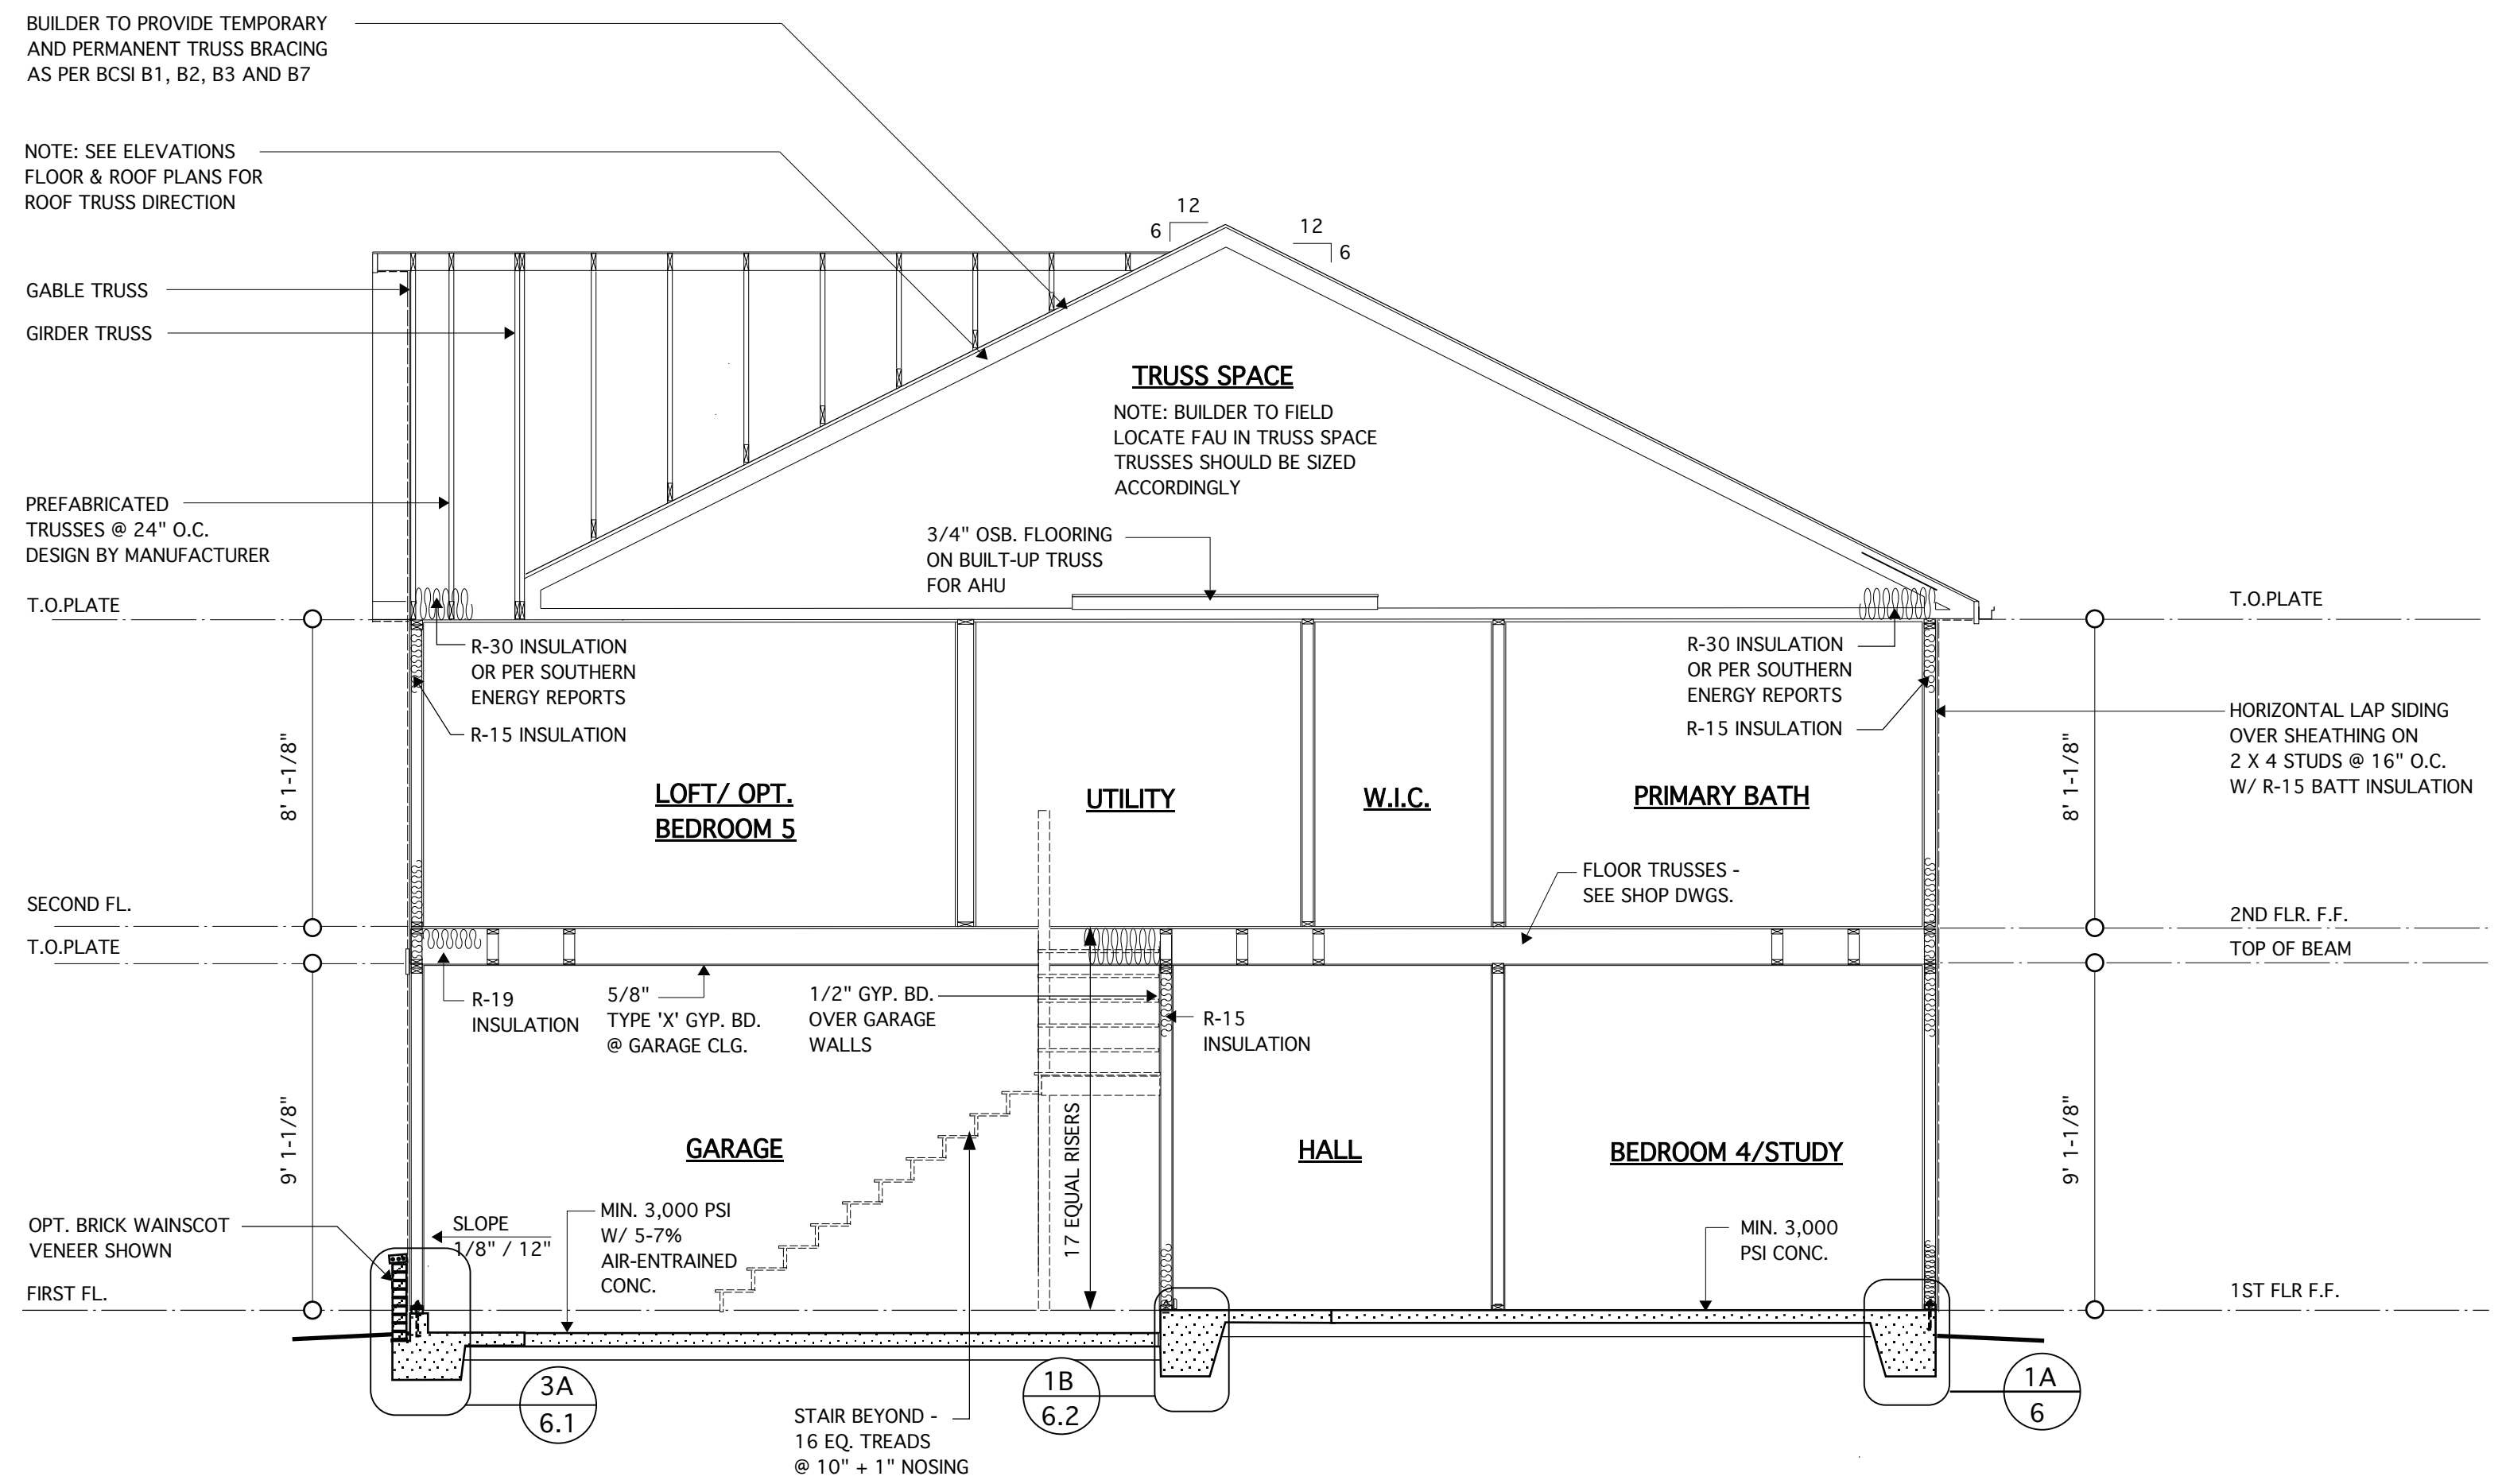 BUILDER TO PROVIDE TEMPORARY
AND PERMANENT TRUSS BRACING
AS PER BCSI B1, B2, B3 AND B7
NOTE: SEE ELEVATIONS
FLOOR & ROOF PLANS FOR
ROOF TRUSS DIRECTION
12
6
12
6
GABLE TRUSS
GIRDER TRUSS
TRUSS SPACE
NOTE: BUILDER TO FIELD
LOCATE FAU IN TRUSS SPACE
TRUSSES SHOULD BE SIZED
ACCORDINGLY
PREFABRICATED
TRUSSES @ 24" O.C.
DESIGN BY MANUFACTURER
3/4" OSB. FLOORING
ON BUILT-UP TRUSS
FOR AHU
T.O.PLATE
T.O.PLATE
R-30 INSULATION
OR PER SOUTHERN
ENERGY REPORTS
R-15 INSULATION
R-30 INSULATION
OR PER SOUTHERN
ENERGY REPORTS
R-15 INSULATION
HORIZONTAL LAP SIDING
OVER SHEATHING ON
2 X 4 STUDS @ 16" O.C.
W/ R-15 BATT INSULATION
8' 1-1/8"
8' 1-1/8"
LOFT/ OPT.
BEDROOM 5
UTILITY
W.I.C.
PRIMARY BATH
FLOOR TRUSSES -
SEE SHOP DWGS.
SECOND FL.
2ND FLR. F.F.
T.O.PLATE
TOP OF BEAM
R-19
INSULATION
5/8"
TYPE 'X' GYP. BD.
@ GARAGE CLG.
1/2" GYP. BD.
OVER GARAGE
WALLS
R-15
INSULATION
9' 1-1/8"
9' 1-1/8"
GARAGE
17 EQUAL RISERS
HALL
BEDROOM 4/STUDY
OPT. BRICK WAINSCOT
VENEER SHOWN
SLOPE
1/8" / 12"
MIN. 3,000 PSI
W/ 5-7%
AIR-ENTRAINED
CONC.
MIN. 3,000
PSI CONC.
FIRST FL.
1ST FLR F.F.
3A
6.1
1B
6.2
1A
6
STAIR BEYOND -
16 EQ. TREADS
@ 10" + 1" NOSING